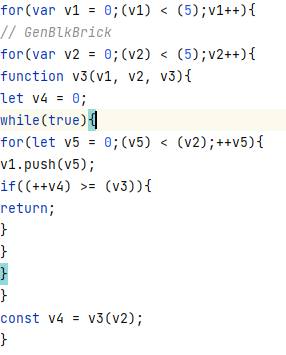 for(var v1 = 0;(v1) < (5);v1++){
// GenBlkBrick
for(var v2 = 0;(v2) < (5);v2++){
function v3(v1, v2, v3){
let v4 = 0;
while(true){
for(let v5 = 0;(v5) < (v2);++v5){
v1.push(v5);
if((++v4) >= (v3)){
return;
}
}
}
}
const v4 = v3(v2);
}